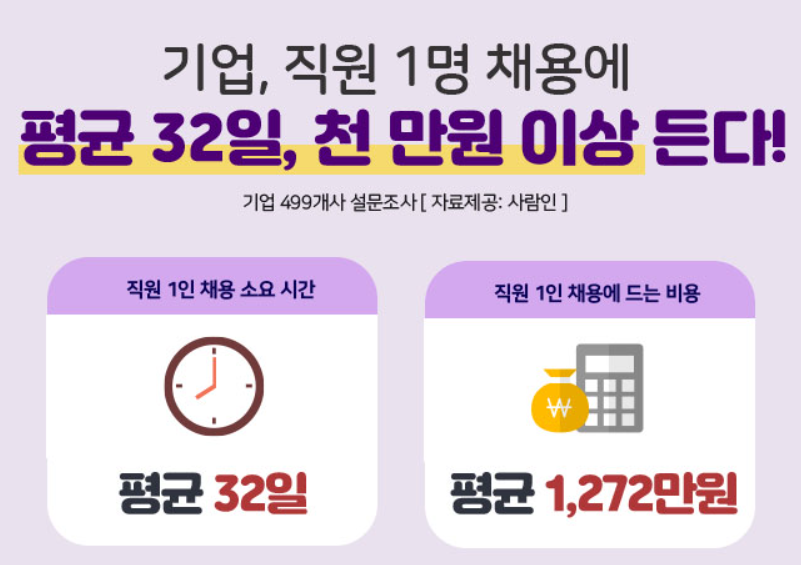 기업, 직원 1명 채용에
평균 32일, 천 만원 이상 든다!
기업 499개사 설문조사 [ 자료제공: 사람인 ]
직원 1인 채용 소요 시간
평균 32일
직원 1인 채용에 드는 비용
₩
평균 1,272만원